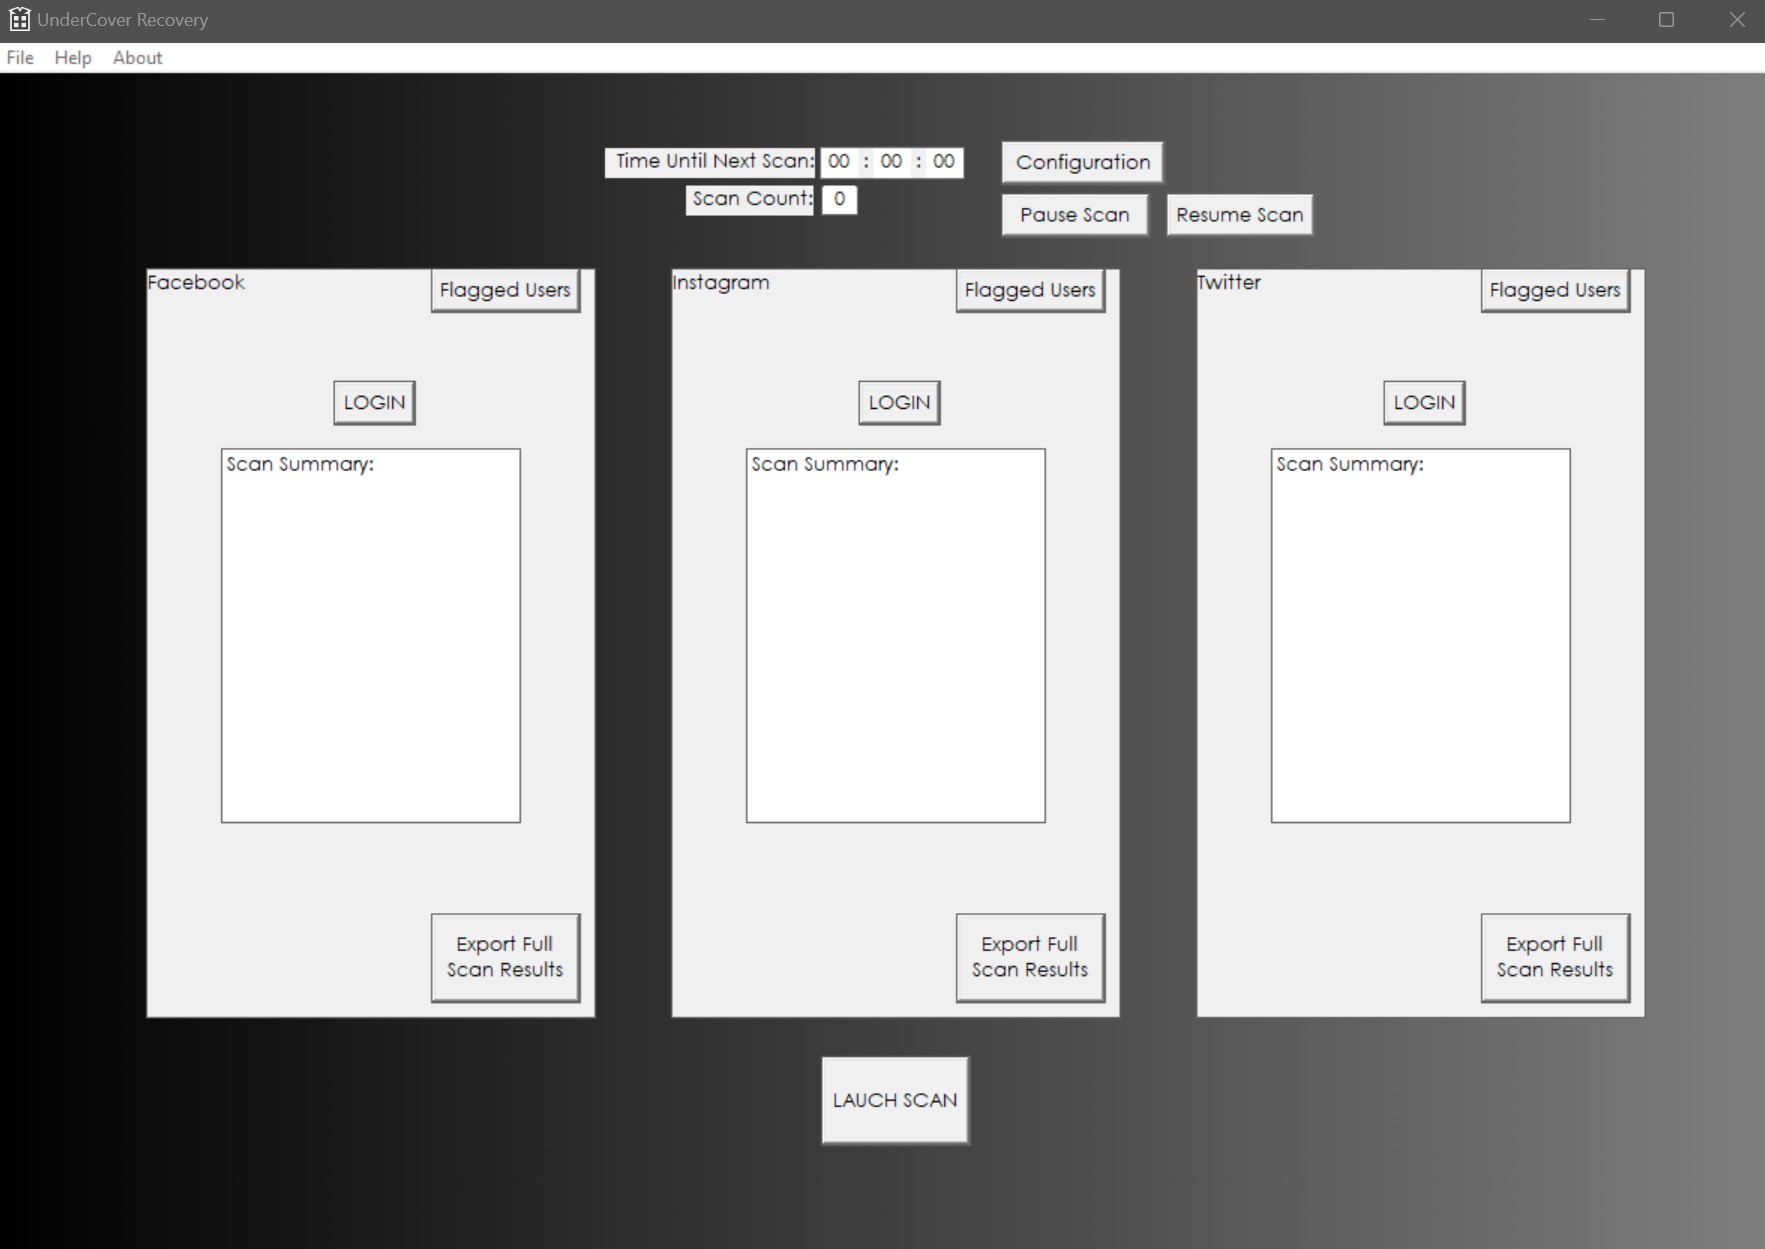 UnderCover Recovery
File Help About
Time Until Next Scan: 00 : 00 : 00
Configuration
Scan Count: 0
Pause Scan
Resume Scan
Facebook
Flagged Users
LOGIN
Scan Summary:
Export Full
Scan Results
Instagram
Flagged Users
LOGIN
Scan Summary:
Export Full
Scan Results
Twitter
Flagged Users
LOGIN
Scan Summary:
Export Full
Scan Results
LAUCH SCAN